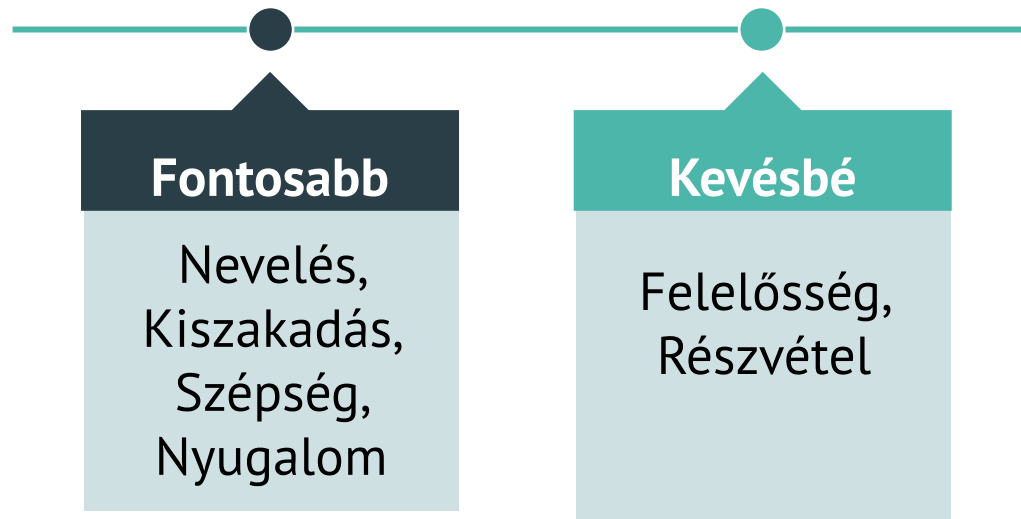 Fontosabb
Nevelés,
Kiszakadás,
Szépség,
Nyugalom
Kevésbé
Felelősség,
Részvétel